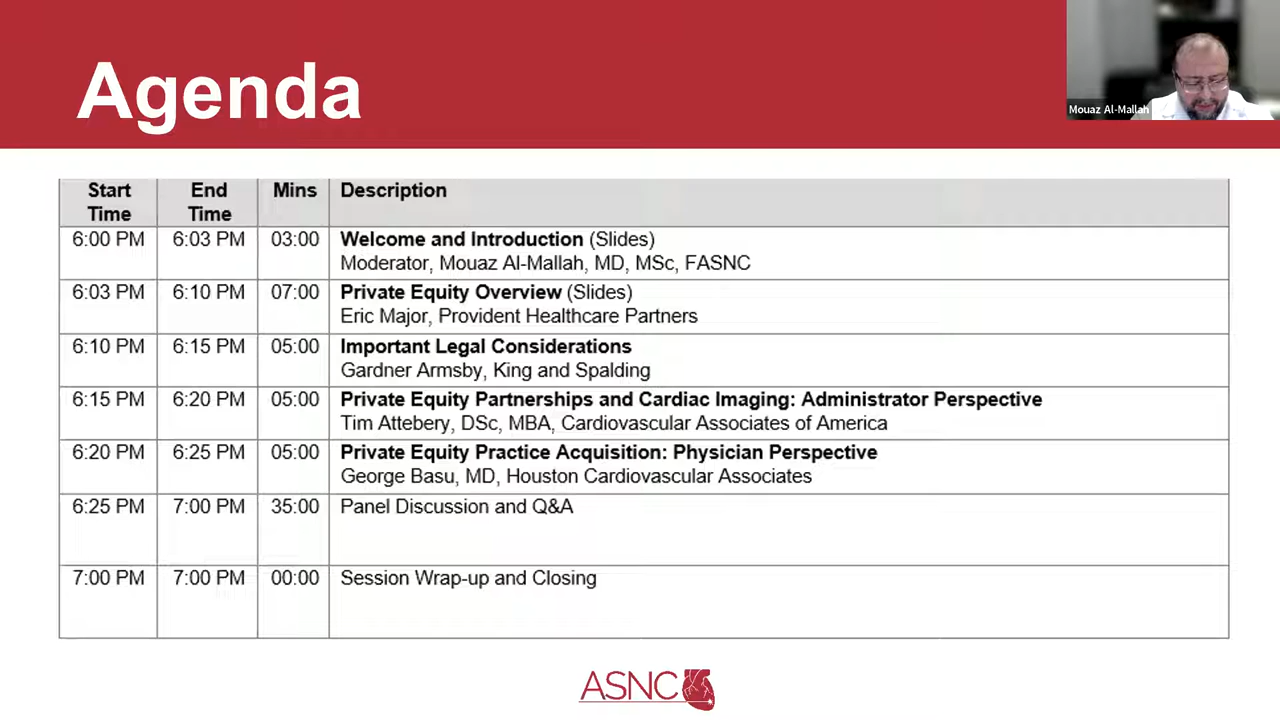 Agenda
Mouaz Al-Mallah
Start Time End Time Mins Description
6:00 PM 6:03 PM 03:00 Welcome and Introduction (Slides)
Moderator, Mouaz Al-Mallah, MD, MSc, FASNC
6:03 PM 6:10 PM 07:00 Private Equity Overview (Slides)
Eric Major, Provident Healthcare Partners
6:10 PM 6:15 PM 05:00 Important Legal Considerations
Gardner Armsby, King and Spalding
6:15 PM 6:20 PM 05:00 Private Equity Partnerships and Cardiac Imaging: Administrator Perspective
Tim Attebery, DSc, MBA, Cardiovascular Associates of America
6:20 PM 6:25 PM 05:00 Private Equity Practice Acquisition: Physician Perspective
George Basu, MD, Houston Cardiovascular Associates
6:25 PM 7:00 PM 35:00 Panel Discussion and Q&A
7:00 PM 7:00 PM 00:00 Session Wrap-up and Closing
ASNC